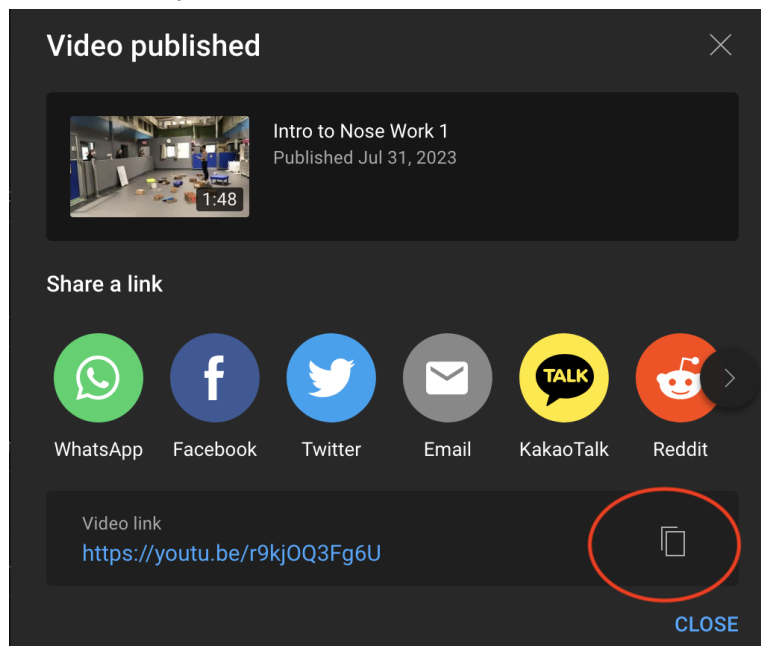 Video published
Intro to Nose Work 1
Published Jul 31, 2023
1:48
Share a link
TALK
WhatsApp Facebook Twitter Email KakaoTalk Reddit
Video link
https://youtu.be/r9kjOQ3Fg6U
CLOSE